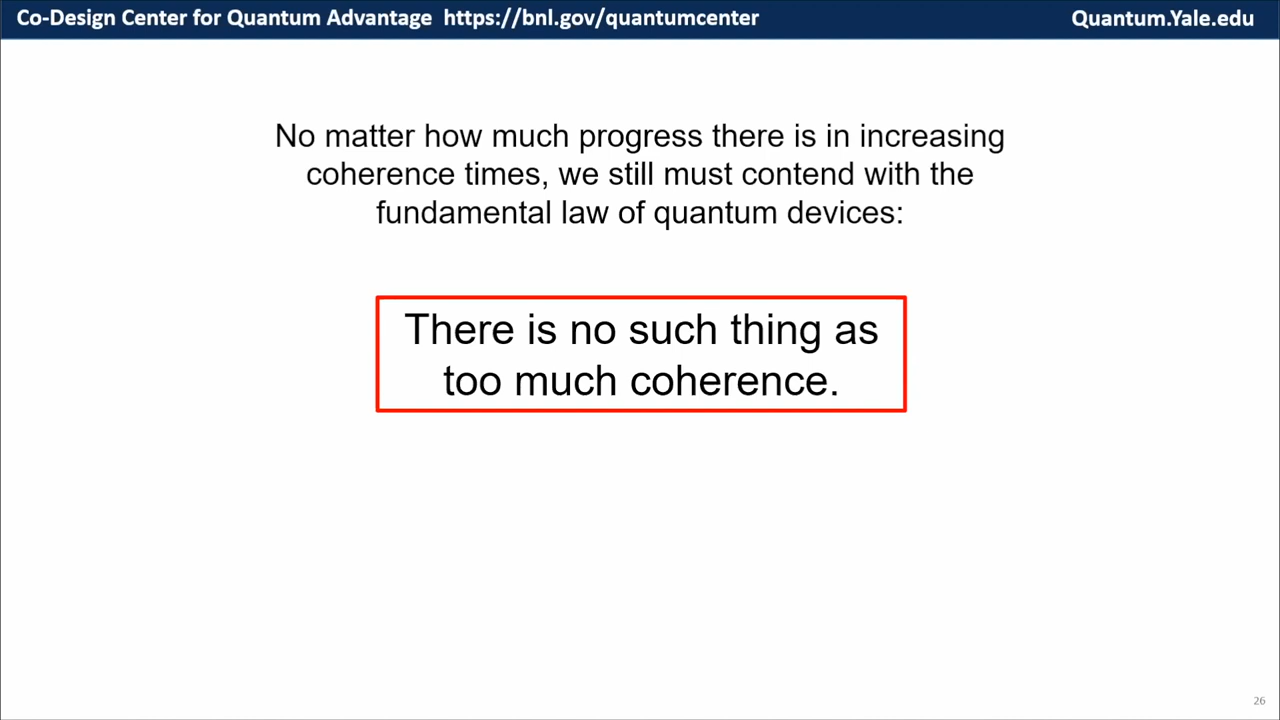 Co-Design Center for Quantum Advantage https://bnl.gov/quantumcenter
Quantum.Yale.edu
No matter how much progress there is in increasing
coherence times, we still must contend with the
fundamental law of quantum devices:
There is no such thing as
too much coherence.
26